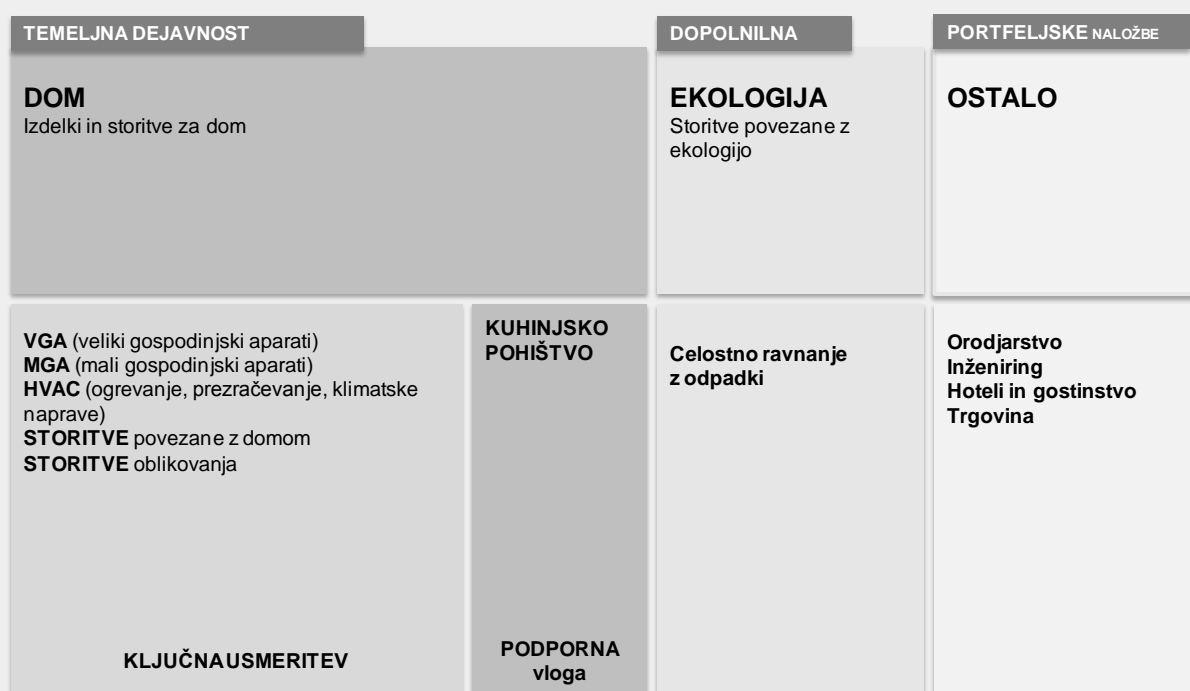 TEMELJNA DEJAVNOST
DOM
Izdelki in storitve za dom
DOPOLNILNA
EKOLOGIJA
Storitve povezane z
ekologijo
PORTFELJSKE NALOŽBE
OSTALO
VGA (veliki gospodinjski aparati)
MGA (mali gospodinjski aparati)
HVAC (ogrevanje, prezračevanje, klimatske
naprave)
STORITVE povezane z domom
STORITVE oblikovanja
KLJUČNA USMERITEV
KUHINJSKO
POHIŠTVO
PODPORNA
vloga
Celostno ravnanje
z odpadki
Orodjarstvo
Inženiring
Hoteli in gostinstvo
Trgovina